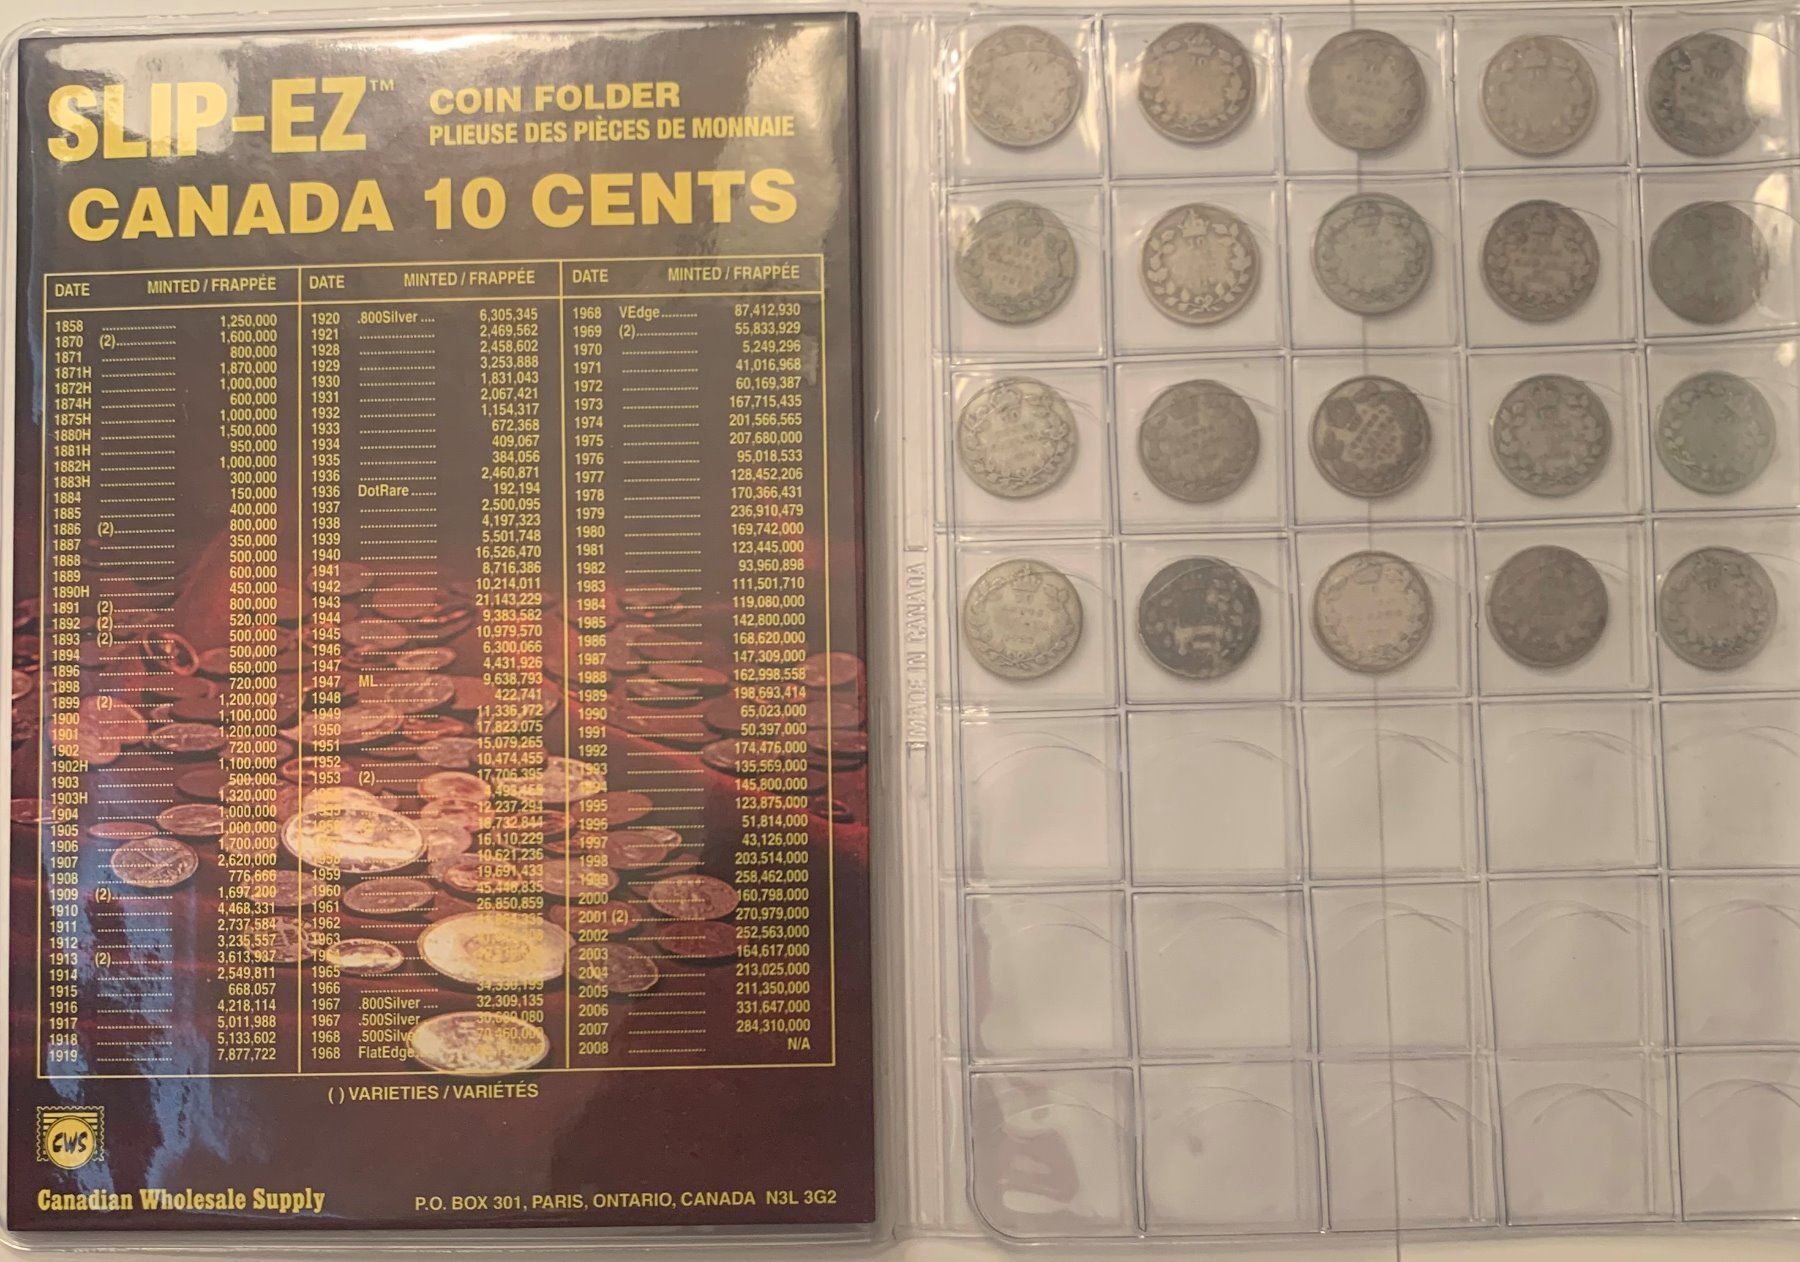 SLIP-EZ™
COIN FOLDER
PLIEUSE DES PIÈCES DE MONNAIE
CANADA 10 CENTS
DATE MINTED / FRAPPÉE
1858 1,250,000
1870 (2) 1,600,000
1871 800,000
1871H 1,870,000
1872H 1,000,000
1874H 600,000
1875H 1,000,000
1880H 1,500,000
1881H 950,000
1882H 1,000,000
1883H 300,000
1884 150,000
1885 400,000
1886 (2) 800,000
1887 350,000
1888 500,000
1889 600,000
1890H 450,000
1891 (2) 800,000
1892 (2) 520,000
1893 (2) 500,000
1894 500,000
1896 650,000
1898 720,000
1899 (2) 1,200,000
1900 1,100,000
1901 1,200,000
1902 720,000
1902H 1,100,000
1903 500,000
1903H 1,320,000
1904 1,000,000
1905 1,000,000
1906 1,700,000
1907 2,620,000
1908 776,666
1909 (2) 1,697,200
1910 4,468,331
1911 2,737,584
1912 3,235,557
1913 (2) 3,613,937
1914 2,549,811
1915 668,057
1916 4,218,114
1917 5,011,988
1918 5,133,602
1919 7,877,722
DATE MINTED / FRAPPÉE
1920 .800Silver 6,305,345
1921 2,469,562
1928 2,458,602
1929 3,253,888
1930 1,831,043
1931 2,067,421
1932 1,154,317
1933 672,368
1934 409,067
1935 384,056
1936 2,460,871
1936 DotRare 192,194
1937 2,500,095
1938 4,197,323
1939 5,501,748
1940 16,526,470
1941 8,716,386
1942 10,214,011
1943 21,143,229
1944 9,383,582
1945 10,979,570
1946 6,300,066
1947 4,431,926
1947 ML 9,638,793
1948 422,741
1949 11,336,172
1950 17,823,075
1951 15,079,265
1952 10,474,455
1953 (2) 17,706,395
12,237,294
16,732,844
16,110,229
10,621,236
1959 19,691,433
1960 45,446,835
1961 26,850,859
1962
1963
1965
1966 34,330,199
1967 .800Silver 32,309,135
1967 .500Silver
1968 .500Silver
1968 FlatEdge
DATE MINTED / FRAPPÉE
1968 VEdge 87,412,930
1969 (2) 55,833,929
1970 5,249,296
1971 41,016,968
1972 60,169,387
1973 167,715,435
1974 201,566,565
1975 207,680,000
1976 95,018,533
1977 128,452,206
1978 170,366,431
1979 236,910,479
1980 169,742,000
1981 123,445,000
1982 93,960,898
1983 111,501,710
1984 119,080,000
1985 142,800,000
1986 168,620,000
1987 147,309,000
1988 162,998,558
1989 198,693,414
1990 65,023,000
1991 50,397,000
1992 174,476,000
1993 135,569,000
1994 145,800,000
1995 123,875,000
1996 51,814,000
1997 43,126,000
1998 203,514,000
1999 258,462,000
2000 160,798,000
2001 (2) 270,979,000
2002 252,563,000
2003 164,617,000
2004 213,025,000
2005 211,350,000
2006 331,647,000
2007 284,310,000
2008 N/A
( ) VARIETIES / VARIÉTÉS
CWS
Canadian Wholesale Supply
P.O. BOX 301, PARIS, ONTARIO, CANADA N3L 3G2
MADE IN CANADA